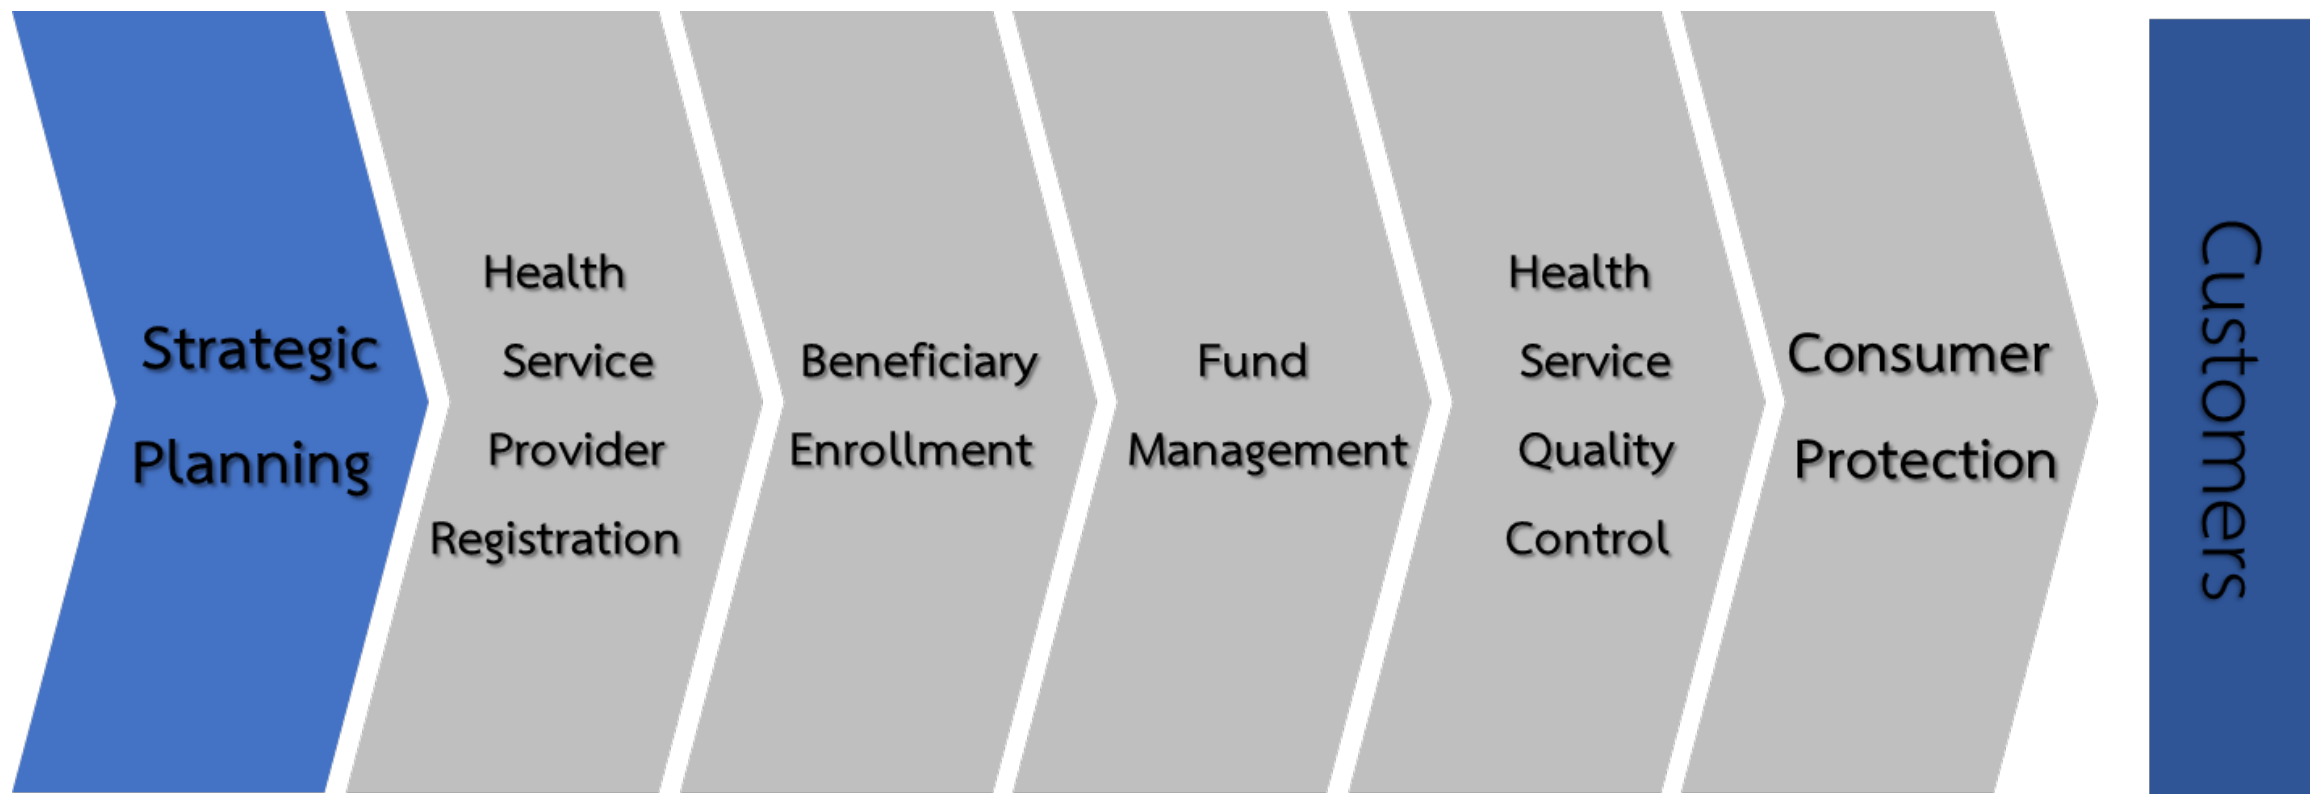 Strategic
Planning
Health
Service
Provider
Registration
Beneficiary
Enrollment
Fund
Management
Health
Service
Quality
Control
Consumer
Protection
Customers